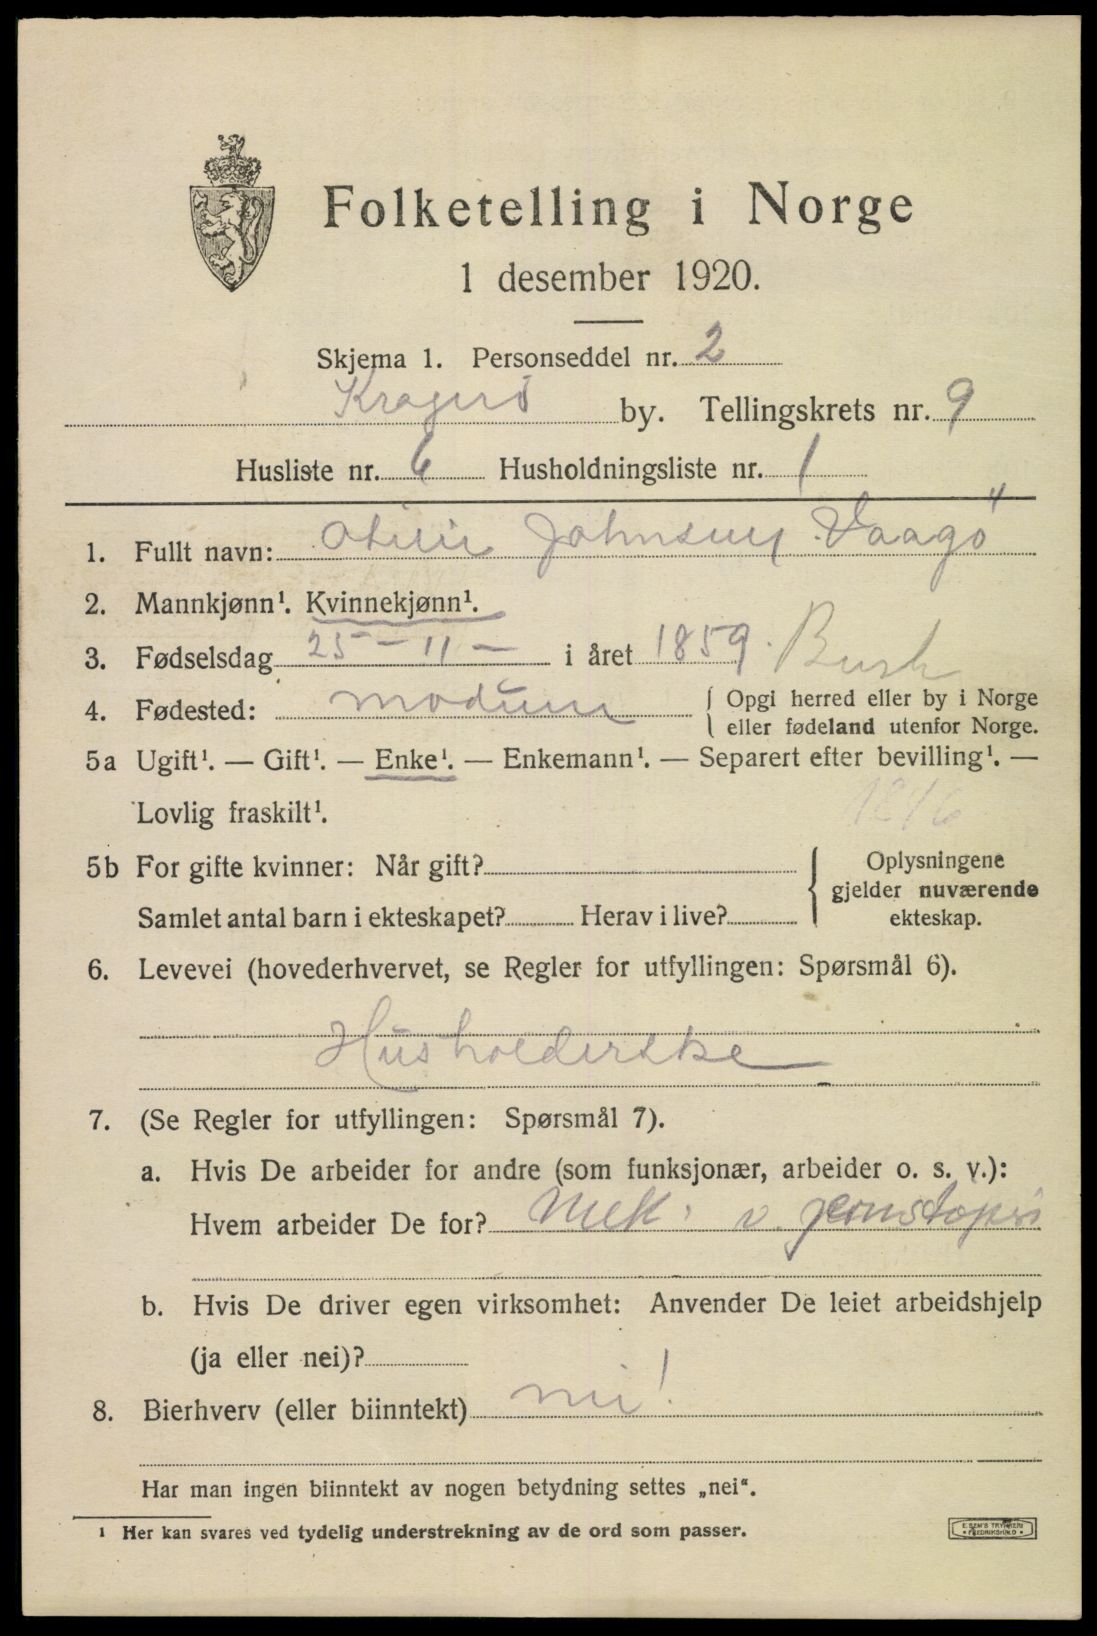 Folketelling i Norge
1 desember 1920.
Skjema 1. Personseddel nr. 2
Kragerö by. Tellingskrets nr. 9
Husliste nr. 6 Husholdningsliste nr. 1
1. Fullt navn: Johnsen Vaagö
2. Mannkjønn¹. Kvinnekjønn¹.
3. Fødselsdag 25 - 11 - i året 1859. Busk
4. Fødested: Modum { Opgi herred eller by i Norge
eller fødeland utenfor Norge.
5a Ugift¹. — Gift¹. — Enke¹. — Enkemann¹. — Separert efter bevilling¹. —
Lovlig fraskilt¹.
5b For gifte kvinner: Når gift? { Oplysningene
gjelder nuværende
Samlet antal barn i ekteskapet? Herav i live? ekteskap.
6. Levevei (hovederhvervet, se Regler for utfyllingen: Spørsmål 6).
Husholderske
7. (Se Regler for utfyllingen: Spørsmål 7).
a. Hvis De arbeider for andre (som funksjonær, arbeider o. s. v.):
Hvem arbeider De for? Mek. v.
b. Hvis De driver egen virksomhet: Anvender De leiet arbeidshjelp
(ja eller nei)?
8. Bierhverv (eller biinntekt) nei!
Har man ingen biinntekt av nogen betydning settes „nei“.
¹ Her kan svares ved tydelig understrekning av de ord som passer.
E. SEM'S TRYKKERI
FREDRIKSHALD